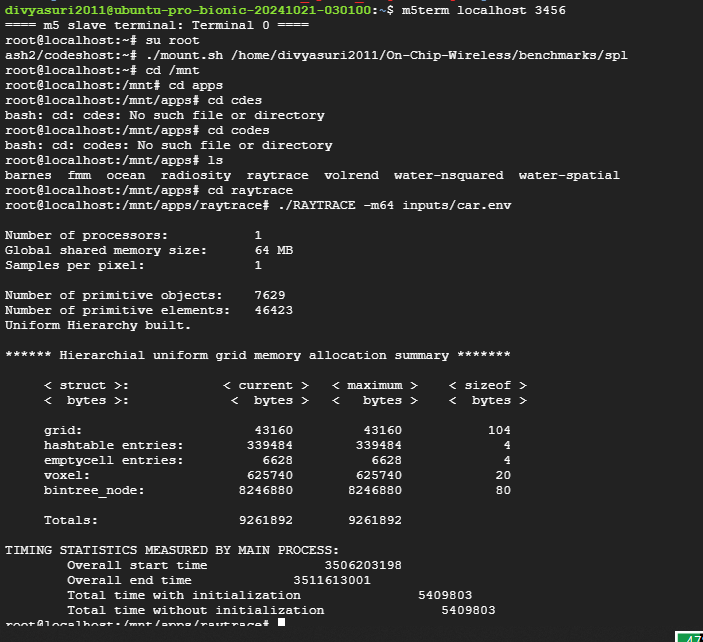 divyasuri2011@ubuntu-pro-bionic-20241021-030100:~$ m5term localhost 3456
==== m5 slave terminal: Terminal 0 ====
root@localhost:~# su root
ash2/codeshost:~# ./mount.sh /home/divyasuri2011/On-Chip-Wireless/benchmarks/spl
root@localhost:~# cd /mnt
root@localhost:/mnt# cd apps
root@localhost:/mnt/apps# cd cdes
bash: cd: cdes: No such file or directory
root@localhost:/mnt/apps# cd codes
bash: cd: codes: No such file or directory
root@localhost:/mnt/apps# ls
barnes  fmm  ocean  radiosity  raytrace  volrend  water-nsquared  water-spatial
root@localhost:/mnt/apps# cd raytrace
root@localhost:/mnt/apps/raytrace# ./RAYTRACE -m64 inputs/car.env
Number of processors: 1
Global shared memory size: 64 MB
Samples per pixel: 1
Number of primitive objects: 7629
Number of primitive elements: 46423
Uniform Hierarchy built.
****** Hierarchial uniform grid memory allocation summary *******
< struct >: < current > < maximum > < sizeof >
< bytes >: < bytes > < bytes > < bytes >
grid: 43160 43160 104
hashtable entries: 339484 339484 4
emptycell entries: 6628 6628 4
voxel: 625740 625740 20
bintree_node: 8246880 8246880 80
Totals: 9261892 9261892
TIMING STATISTICS MEASURED BY MAIN PROCESS:
Overall start time 3506203198
Overall end time 3511613001
Total time with initialization 5409803
Total time without initialization 5409803
root@localhost:/mnt/apps/raytrace#